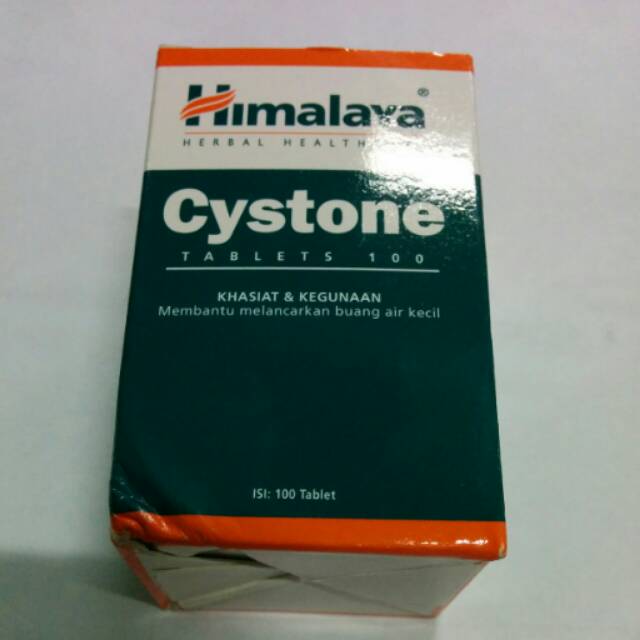 Himalaya®
HERBAL HEALTH
Cystone
TABLETS 100
KHASIAT & KEGUNAAN
Membantu melancarkan buang air kecil
ISI: 100 Tablet